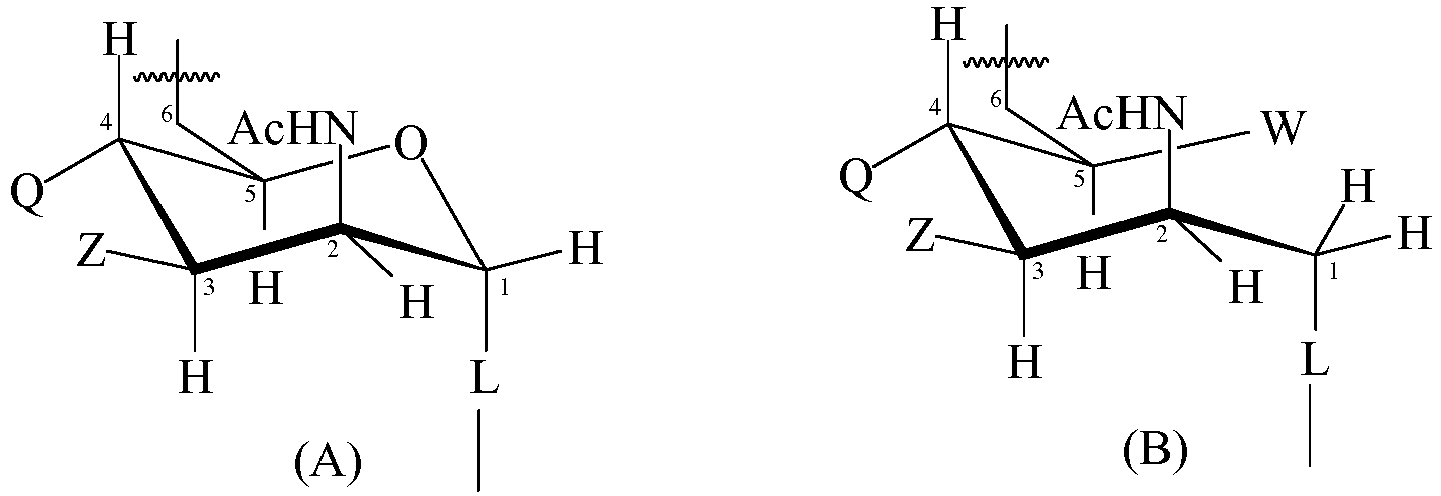 H H
4 6 AcHN O 4 6 AcHN W
Q 5 Q 5 H
Z 2 H Z 2 H
3 H H 1 3 H H 1
H L H L
(A) (B)